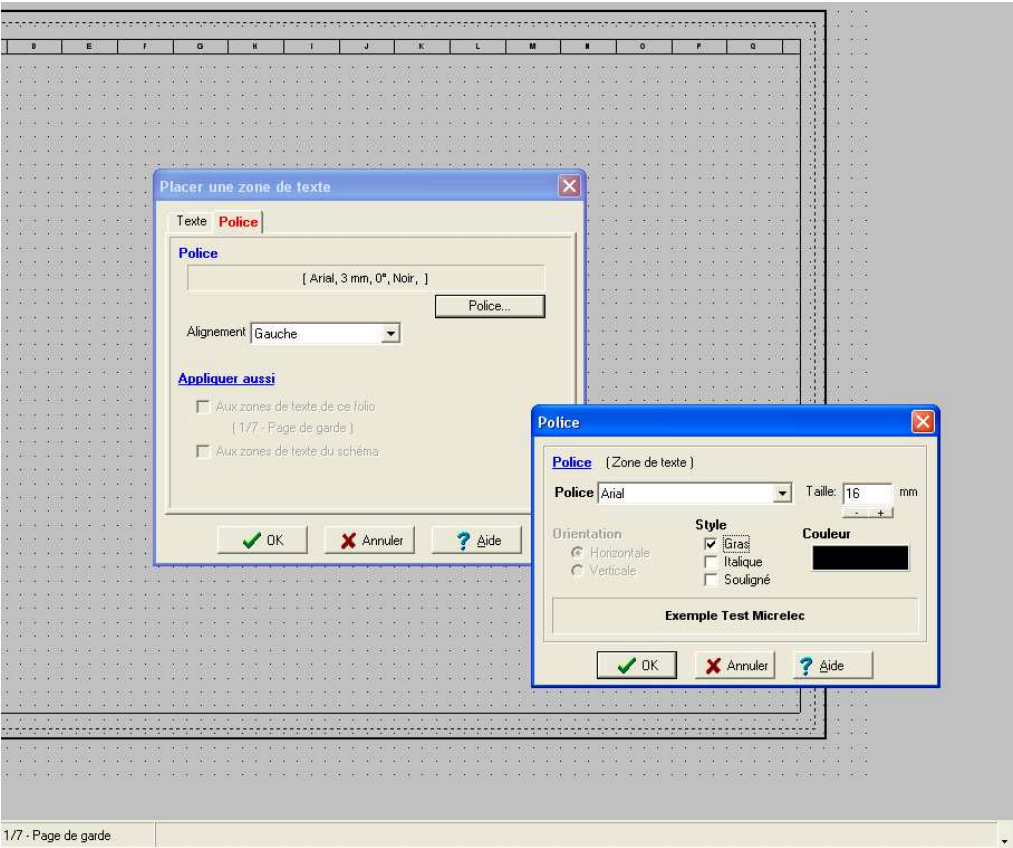 D E F G H I J K L M N O P Q
Placer une zone de texte
Texte Police
Police
[ Arial, 3 mm, 0°, Noir, ]
Police...
Alignement Gauche
Appliquer aussi
Aux zones de texte de ce folio
( 1/7 - Page de garde )
Aux zones de texte du schéma
OK Annuler ? Aide
Police
Police (Zone de texte )
Police Arial Taille: 16 mm
- +
Orientation Style Couleur
Horizontale Gras
Verticale Italique
Souligné
Exemple Test Micrelec
OK Annuler ? Aide
1/7 - Page de garde